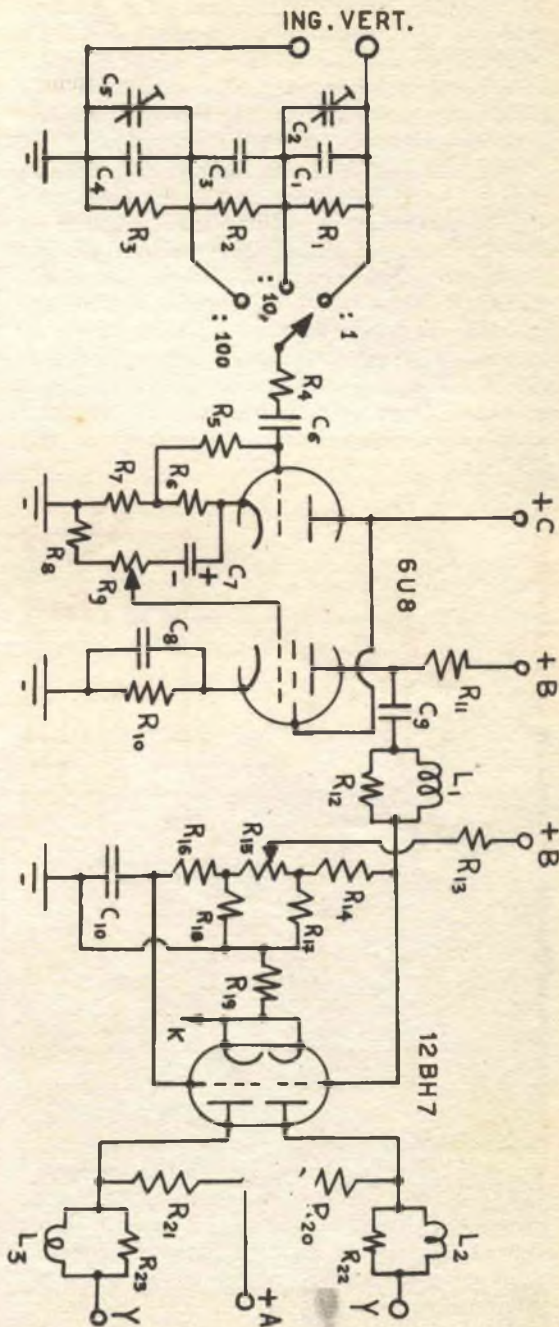 ING. VERT.
C5
C2
C4
C3
C1
R3
R2
R1
: 100
: 10
: 1
R4
C6
R5
R7
R6
R8
R9
C7
- +
+C
6U8
C8
R10
+B
R11
C9
L1
R12
+B
R13
R16
R15
R14
C10
R18
R17
R19
K
12BH7
R21
R20
+A
L3
R23
Y
L2
R22
Y